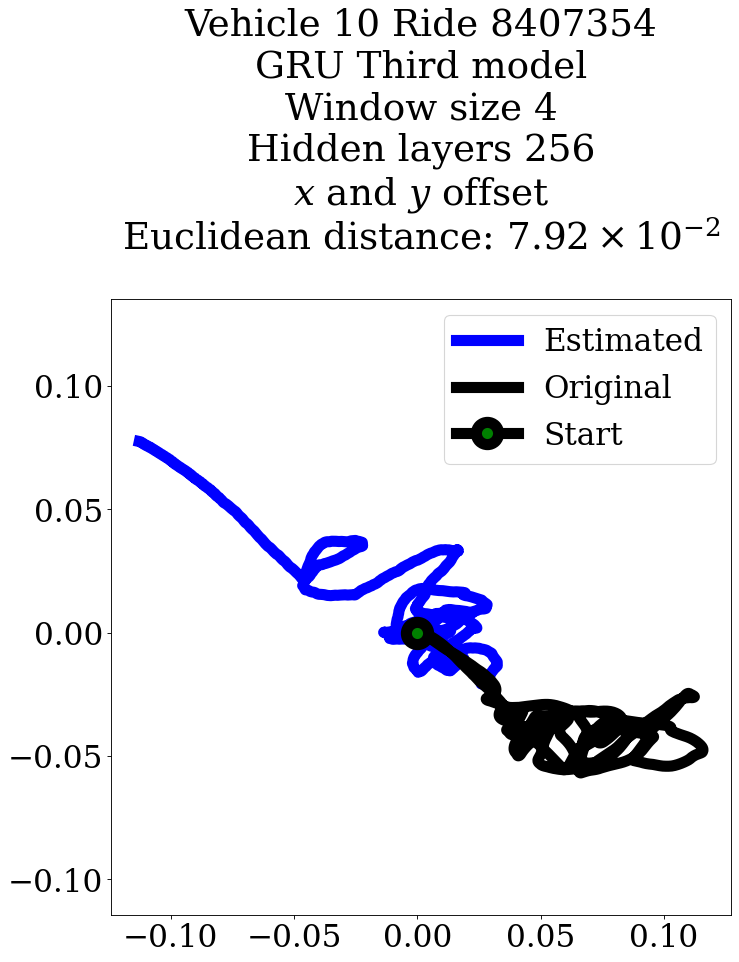 Vehicle 10 Ride 8407354
GRU Third model
Window size 4
Hidden layers 256
x and y offset
Euclidean distance: 7.92 × 10⁻²
Estimated
Original
Start
0.10
0.05
0.00
−0.05
−0.10
−0.10 −0.05 0.00 0.05 0.10